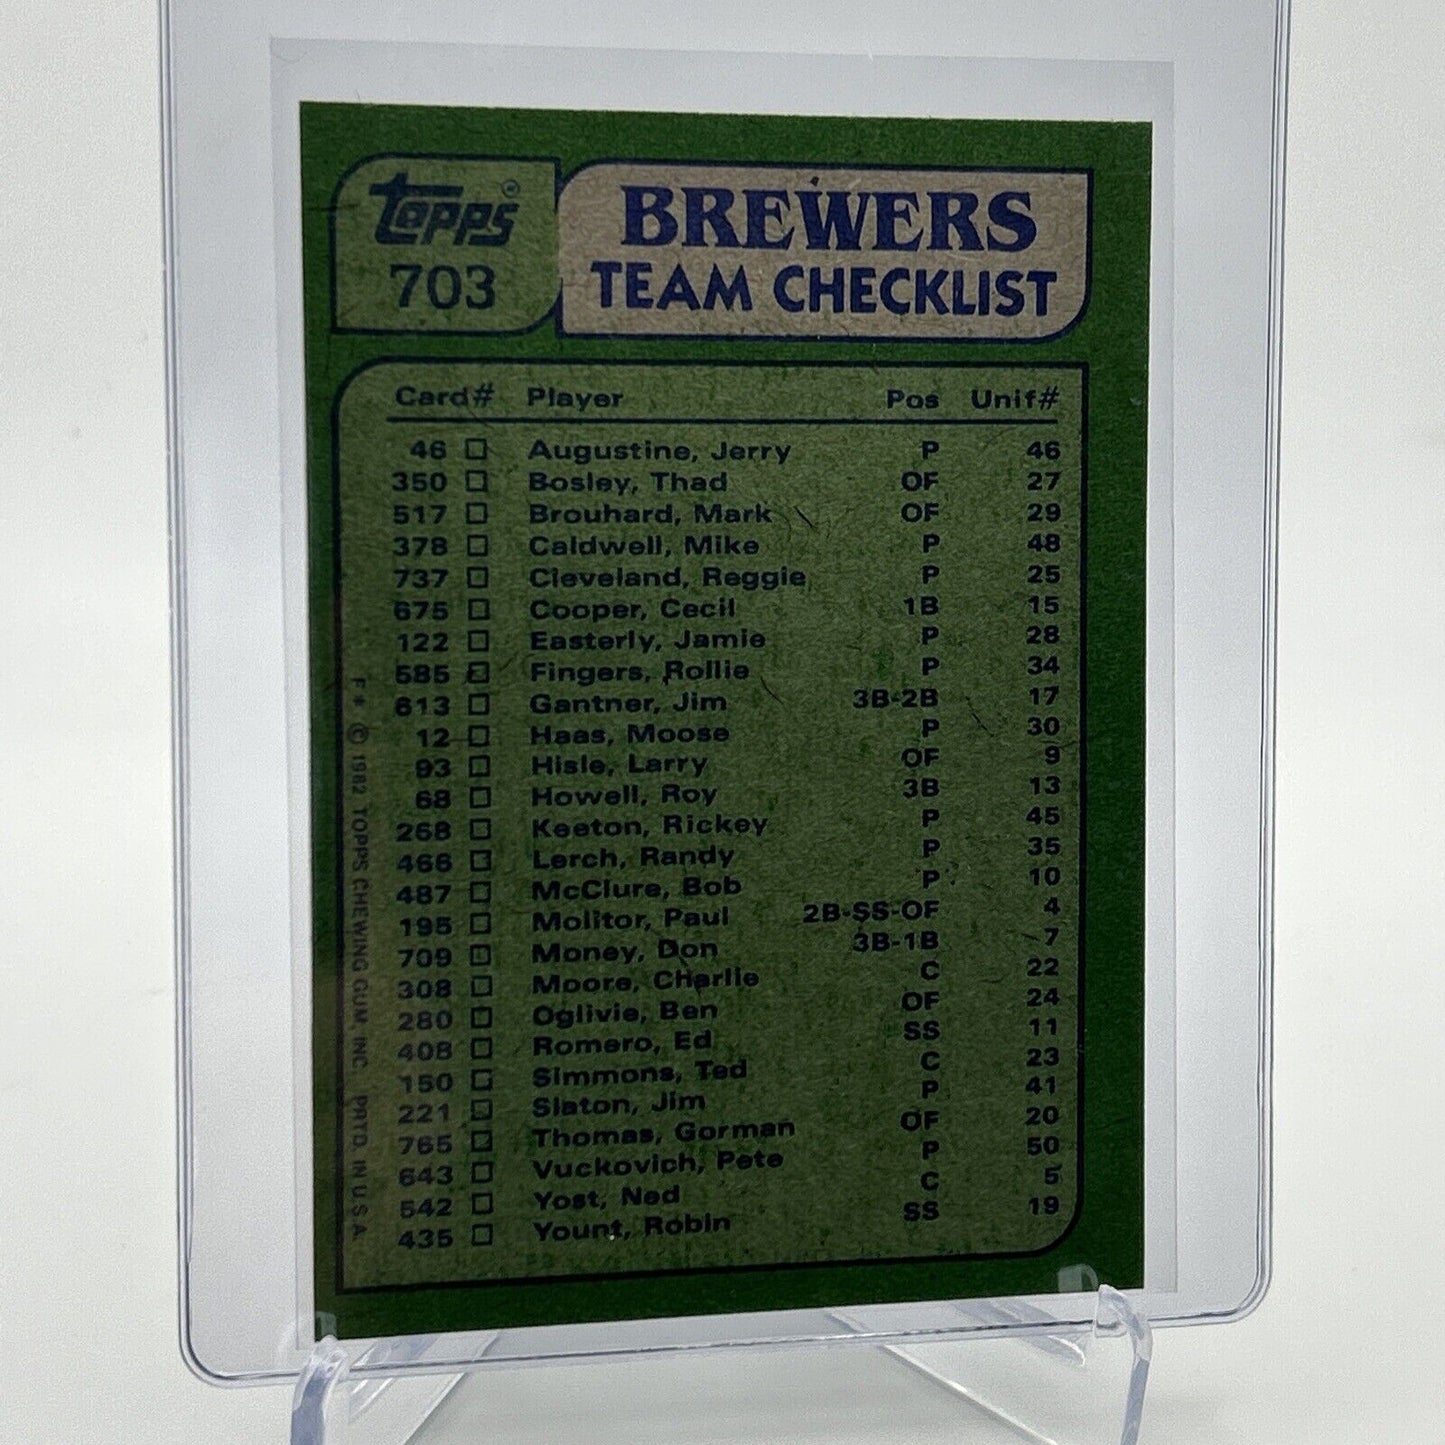 Topps®
703
BREWERS
TEAM CHECKLIST
Card# Player Pos Unif#
46 Augustine, Jerry P 46
350 Bosley, Thad OF 27
517 Brouhard, Mark OF 29
378 Caldwell, Mike P 48
737 Cleveland, Reggie P 25
675 Cooper, Cecil 1B 15
122 Easterly, Jamie P 28
585 Fingers, Rollie P 34
613 Gantner, Jim 3B-2B 17
12 Haas, Moose P 30
93 Hisle, Larry OF 9
68 Howell, Roy 3B 13
268 Keeton, Rickey P 45
466 Lerch, Randy P 35
487 McClure, Bob P 10
195 Molitor, Paul 2B-SS-OF 4
709 Money, Don 3B-1B 7
308 Moore, Charlie C 22
280 Oglivie, Ben OF 24
408 Romero, Ed SS 11
150 Simmons, Ted C 23
221 Slaton, Jim P 41
765 Thomas, Gorman OF 20
643 Vuckovich, Pete P 50
542 Yost, Ned C 5
435 Yount, Robin SS 19
F* © 1982 TOPPS CHEWING GUM, INC. PRTD. IN U.S.A.